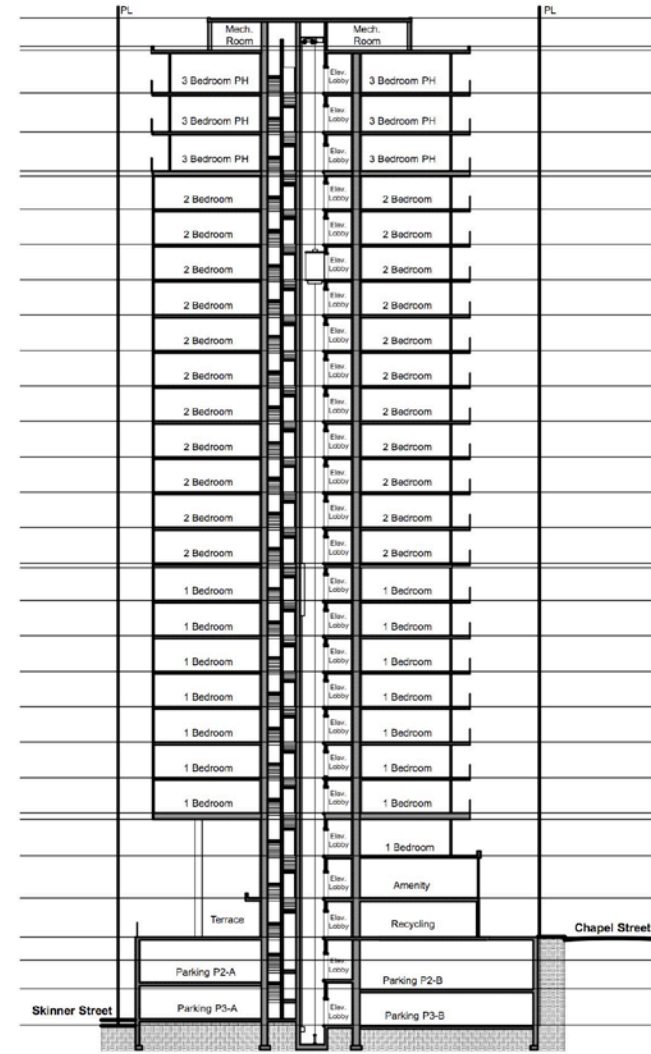 PL
PL
Mech.
Room
Mech.
Room
3 Bedroom PH
Elev.
Lobby
3 Bedroom PH
3 Bedroom PH
Elev.
Lobby
3 Bedroom PH
3 Bedroom PH
Elev.
Lobby
3 Bedroom PH
2 Bedroom
Elev.
Lobby
2 Bedroom
2 Bedroom
Elev.
Lobby
2 Bedroom
2 Bedroom
Elev.
Lobby
2 Bedroom
2 Bedroom
Elev.
Lobby
2 Bedroom
2 Bedroom
Elev.
Lobby
2 Bedroom
2 Bedroom
Elev.
Lobby
2 Bedroom
2 Bedroom
Elev.
Lobby
2 Bedroom
2 Bedroom
Elev.
Lobby
2 Bedroom
2 Bedroom
Elev.
Lobby
2 Bedroom
2 Bedroom
Elev.
Lobby
2 Bedroom
2 Bedroom
Elev.
Lobby
2 Bedroom
1 Bedroom
Elev.
Lobby
1 Bedroom
1 Bedroom
Elev.
Lobby
1 Bedroom
1 Bedroom
Elev.
Lobby
1 Bedroom
1 Bedroom
Elev.
Lobby
1 Bedroom
1 Bedroom
Elev.
Lobby
1 Bedroom
1 Bedroom
Elev.
Lobby
1 Bedroom
1 Bedroom
Elev.
Lobby
1 Bedroom
Elev.
Lobby
1 Bedroom
Elev.
Lobby
Amenity
Terrace
Elev.
Lobby
Recycling
Chapel Street
Parking P2-A
Elev.
Lobby
Parking P2-B
Skinner Street
Parking P3-A
Elev.
Lobby
Parking P3-B